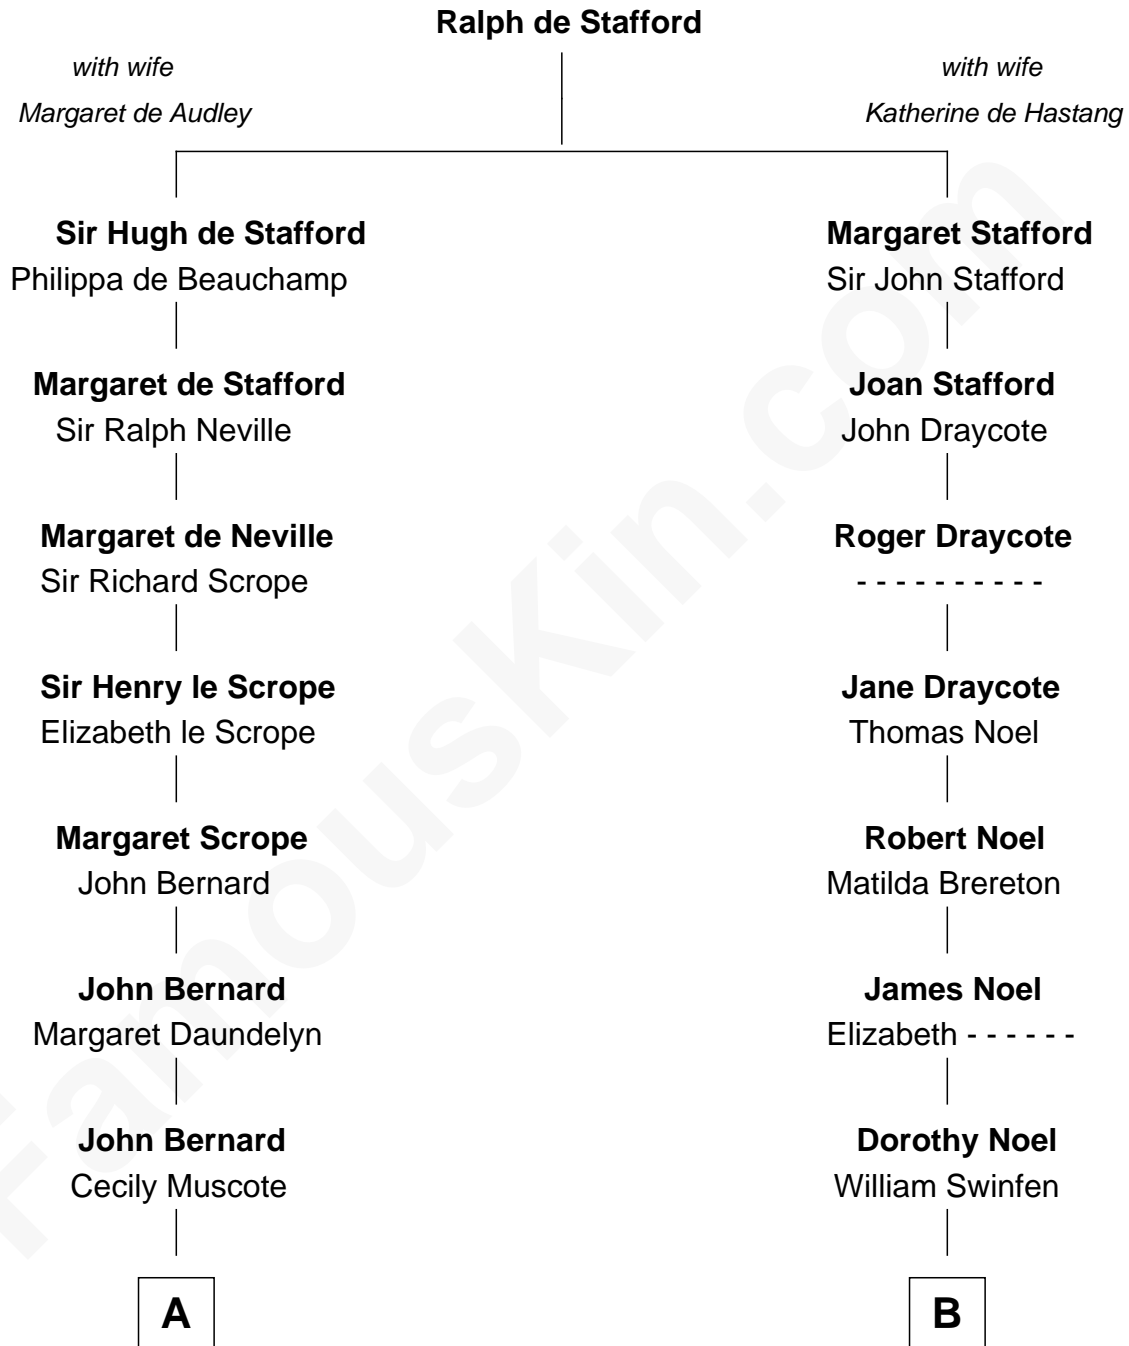 Ralph de Stafford
with wife
Margaret de Audley
with wife
Katherine de Hastang
Sir Hugh de Stafford
Philippa de Beauchamp
Margaret Stafford
Sir John Stafford
Margaret de Stafford
Sir Ralph Neville
Joan Stafford
John Draycote
Margaret de Neville
Sir Richard Scrope
Roger Draycote
- - - - - - - - - -
Sir Henry le Scrope
Elizabeth le Scrope
Jane Draycote
Thomas Noel
Margaret Scrope
John Bernard
Robert Noel
Matilda Brereton
John Bernard
Margaret Daundelyn
James Noel
Elizabeth - - - - - -
John Bernard
Cecily Muscote
Dorothy Noel
William Swinfen
A
B
FamousKin.com